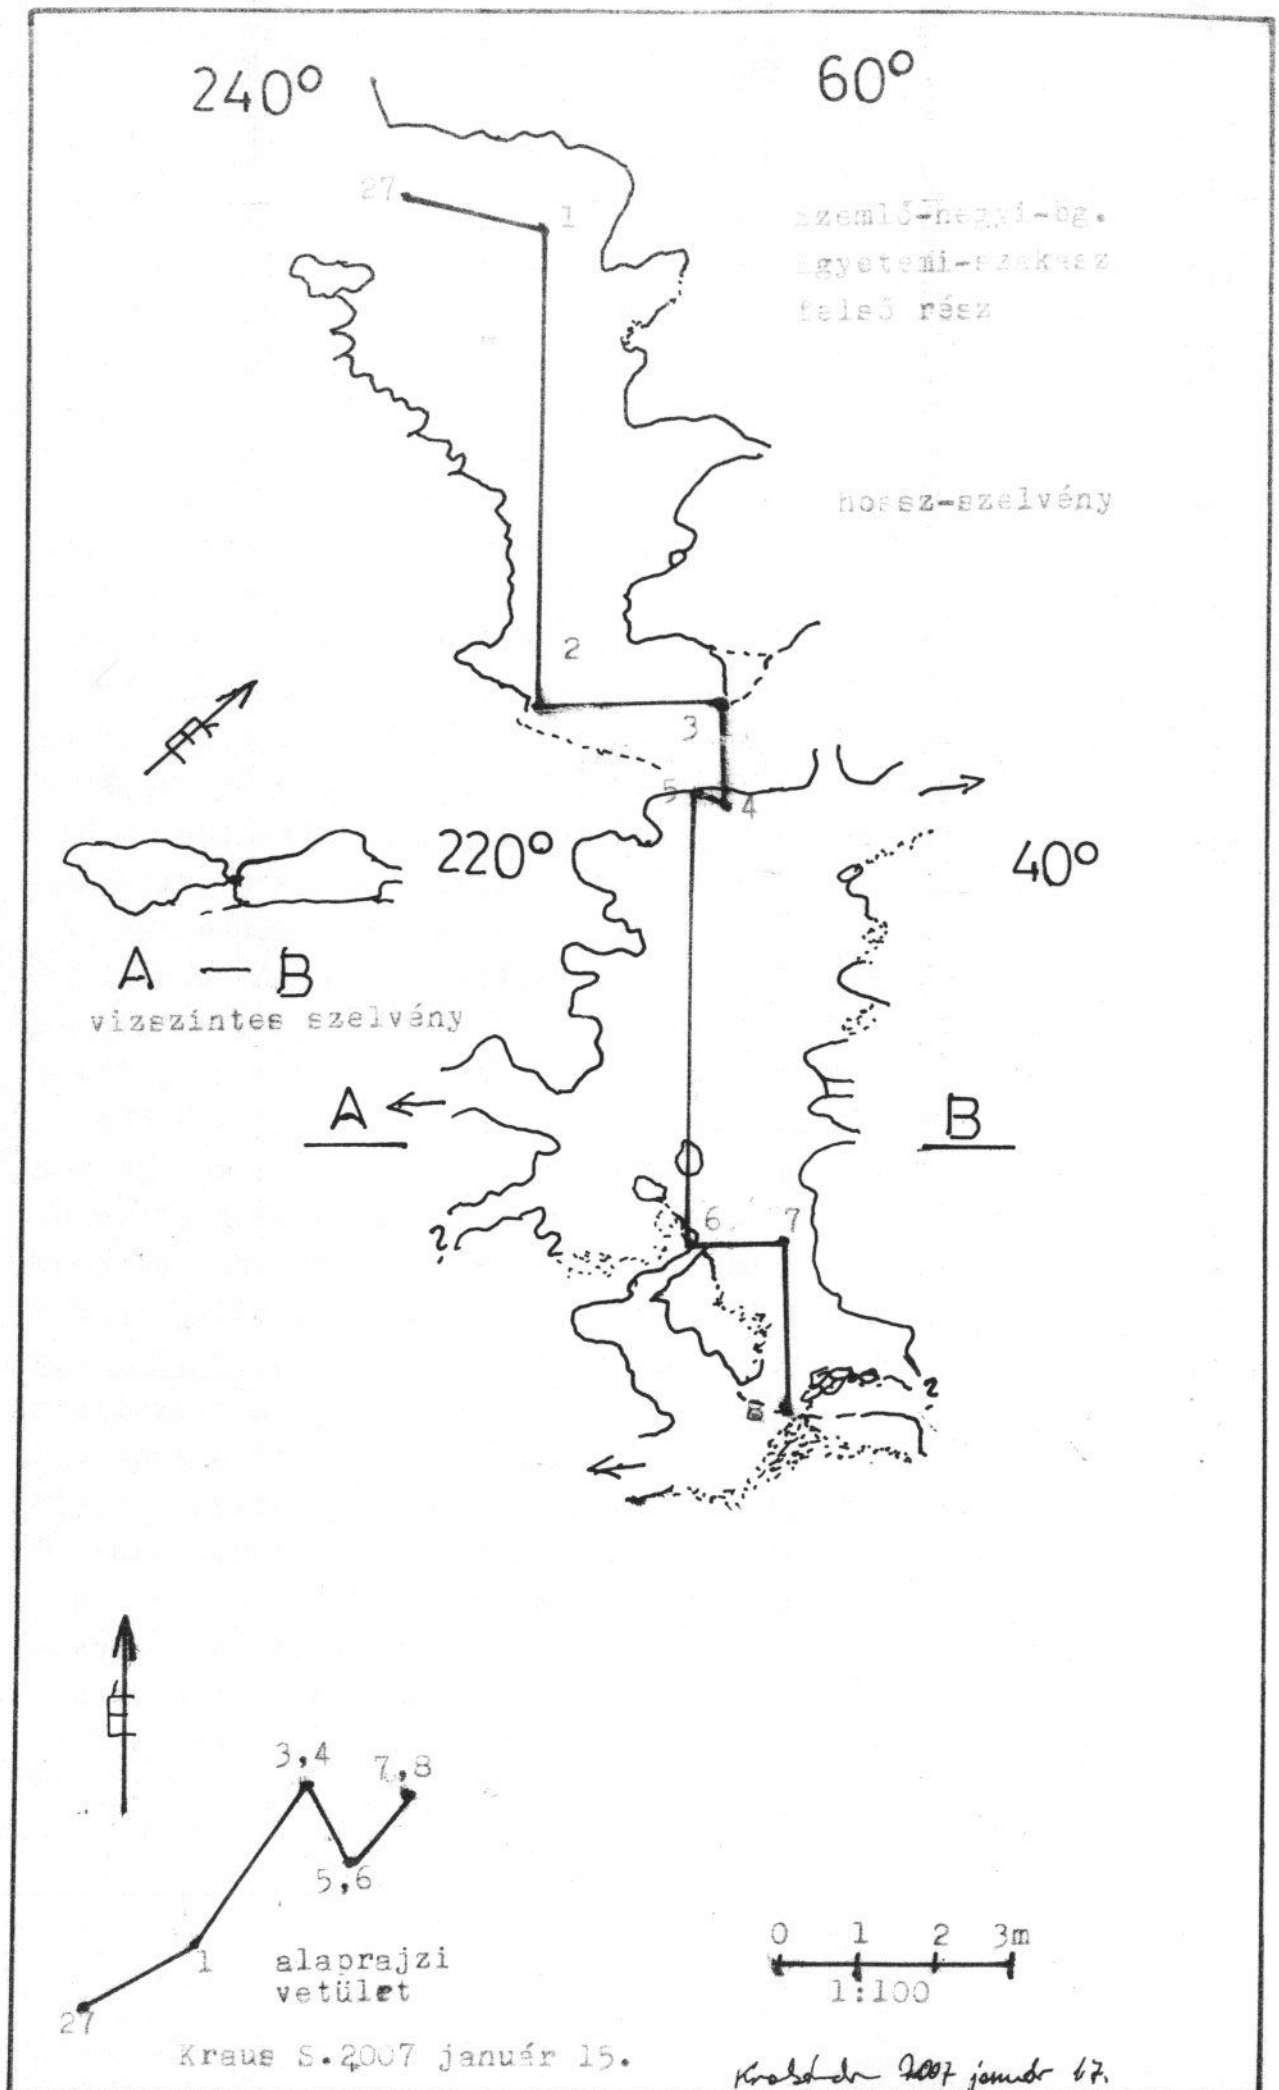 240° 60°
27
1
Szemlő-hegyi-bg.
Egyetemi-szakasz
felső rész
hossz-szelvény
2
3
5
4
É
220° 40°
A — B
vizszintes szelvény
A B
6 7
?
?
8
É
3,4
7,8
5,6
1
27
alaprajzi
vetület
0 1 2 3m
1:100
Kraus S. 2007 január 15.
2007 január 17.